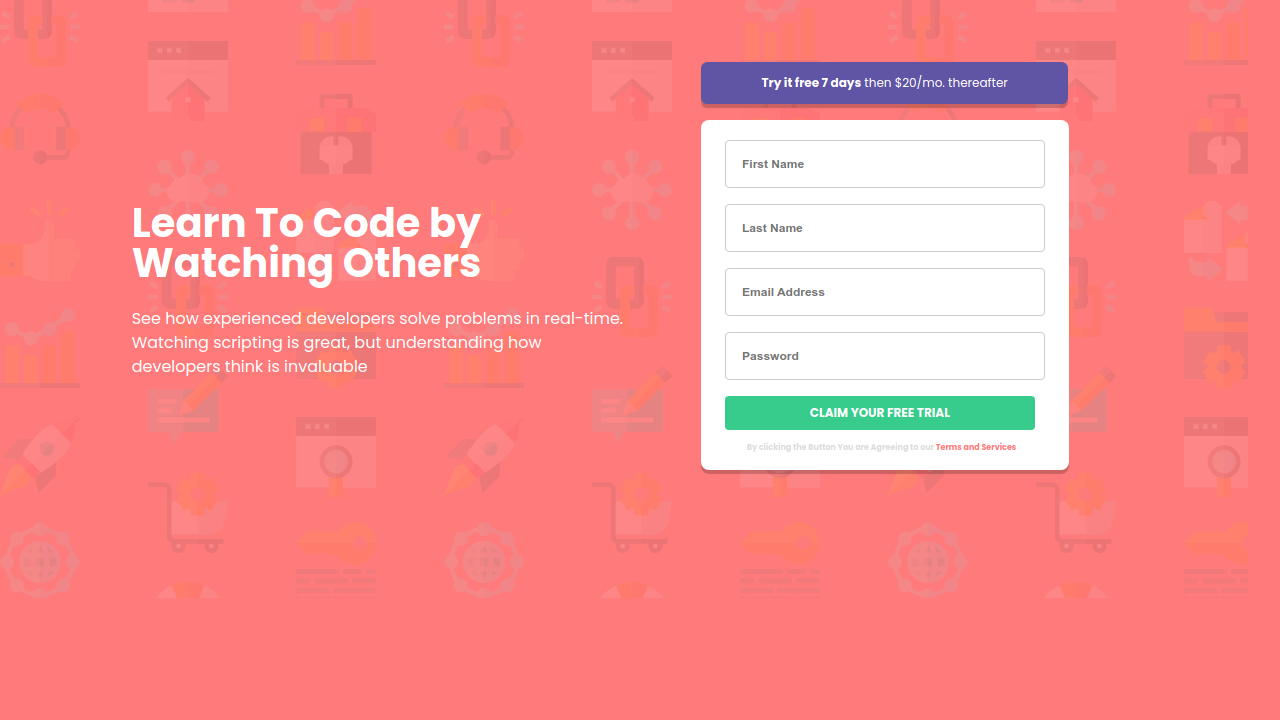 Learn To Code by
Watching Others
See how experienced developers solve problems in real-time.
Watching scripting is great, but understanding how
developers think is invaluable
Try it free 7 days then $20/mo. thereafter
First Name
Last Name
Email Address
Password
CLAIM YOUR FREE TRIAL
By clicking the Button You are Agreeing to our Terms and Services